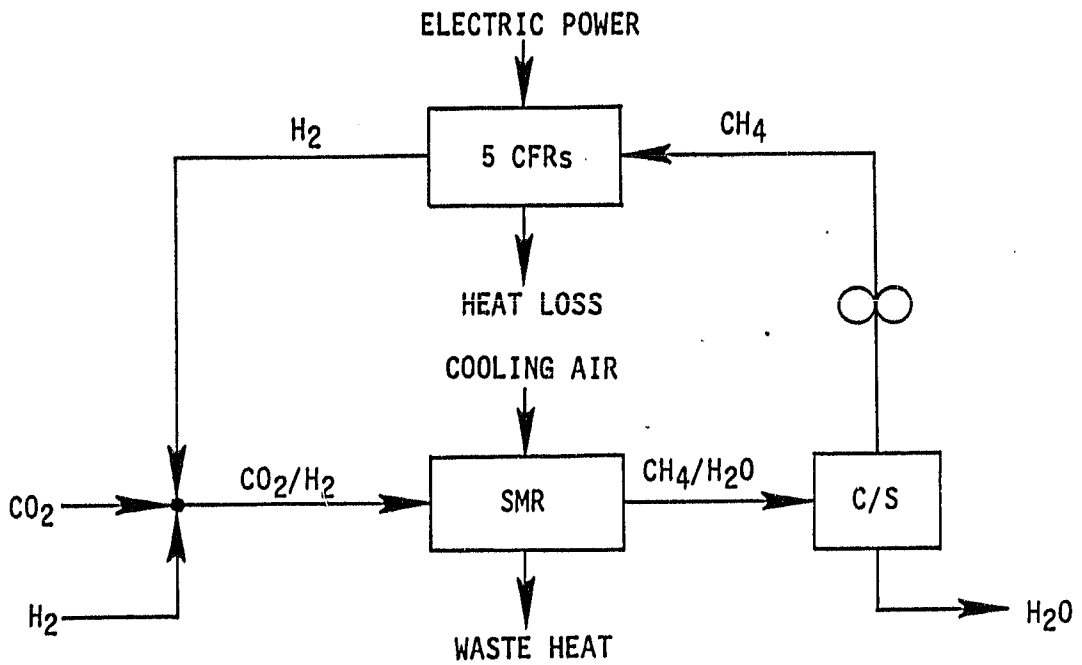 ELECTRIC POWER
H2
5 CFRs
CH4
HEAT LOSS
COOLING AIR
CO2
CO2/H2
SMR
CH4/H2O
C/S
H2
H2O
WASTE HEAT